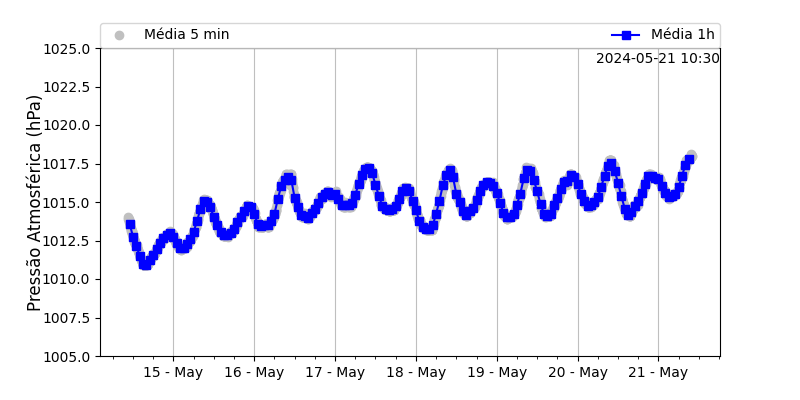 Média 5 min
Média 1h
2024-05-21 10:30
Pressão Atmosférica (hPa)
1025.0
1022.5
1020.0
1017.5
1015.0
1012.5
1010.0
1007.5
1005.0
15 - May
16 - May
17 - May
18 - May
19 - May
20 - May
21 - May